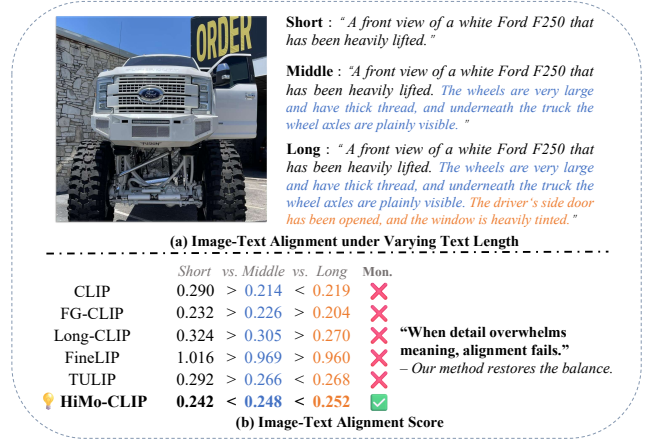 ORDER
Ford
Short : “ A front view of a white Ford F250 that
has been heavily lifted.”
Middle : “A front view of a white Ford F250 that
has been heavily lifted. The wheels are very large
and have thick thread, and underneath the truck the
wheel axles are plainly visible. ”
Long : “ A front view of a white Ford F250 that
has been heavily lifted. The wheels are very large
and have thick thread, and underneath the truck the
wheel axles are plainly visible. The driver's side door
has been opened, and the window is heavily tinted.”
(a) Image-Text Alignment under Varying Text Length
Short vs. Middle vs. Long Mon.
CLIP 0.290 > 0.214 < 0.219 ❌
FG-CLIP 0.232 > 0.226 > 0.204 ❌
Long-CLIP 0.324 > 0.305 > 0.270 ❌
FineLIP 1.016 > 0.969 > 0.960 ❌
TULIP 0.292 > 0.266 < 0.268 ❌
HiMo-CLIP 0.242 < 0.248 < 0.252 ✅
“When detail overwhelms
meaning, alignment fails.”
– Our method restores the balance.
(b) Image-Text Alignment Score